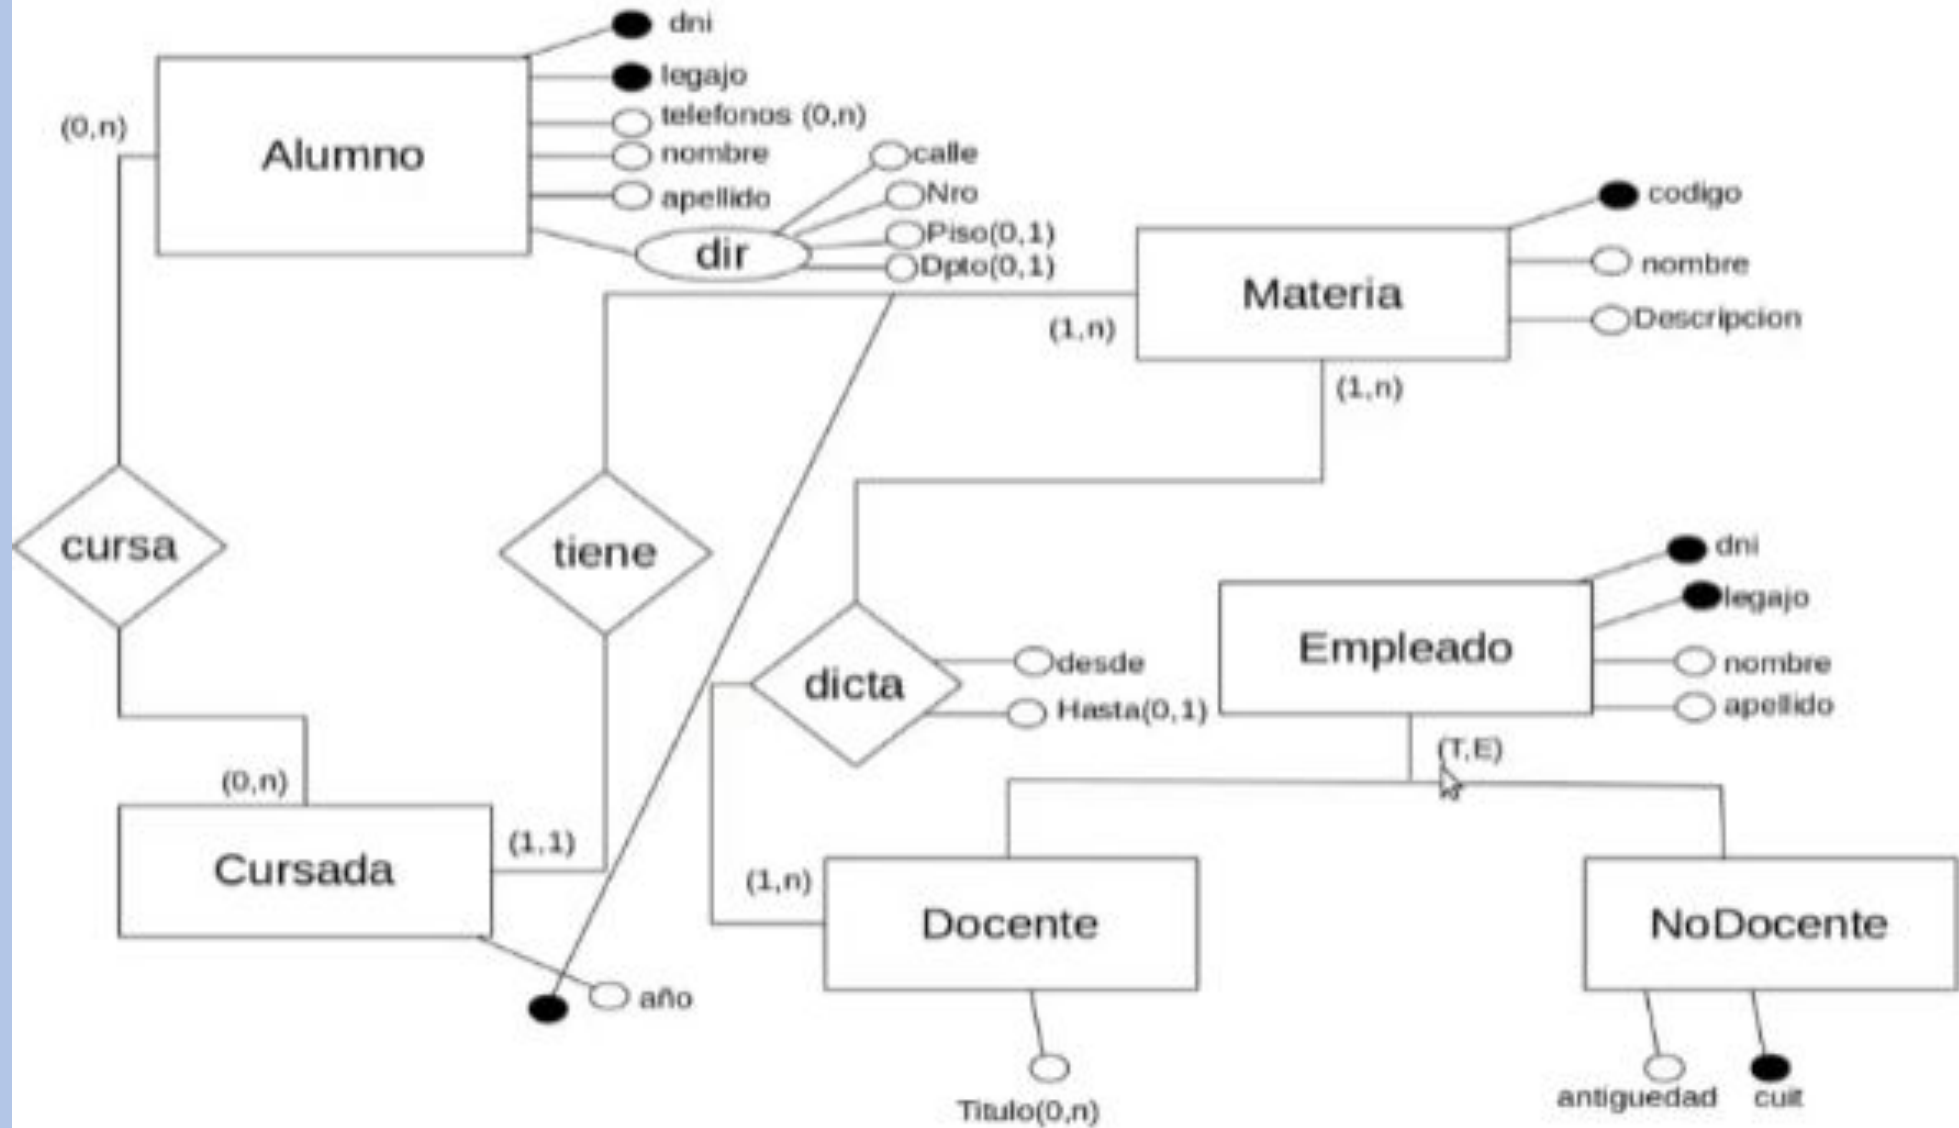 dni
legajo
telefonos (0,n)
nombre
apellido
(0,n)
Alumno
dir
calle
Nro
Piso(0,1)
Dpto(0,1)
codigo
nombre
Descripcion
Materia
(1,n)
(1,n)
cursa
tiene
dicta
desde
Hasta(0,1)
dni
legajo
nombre
apellido
Empleado
(T,E)
(0,n)
(1,1)
Cursada
año
(1,n)
Docente
NoDocente
Titulo(0,n)
antiguedad
cuit